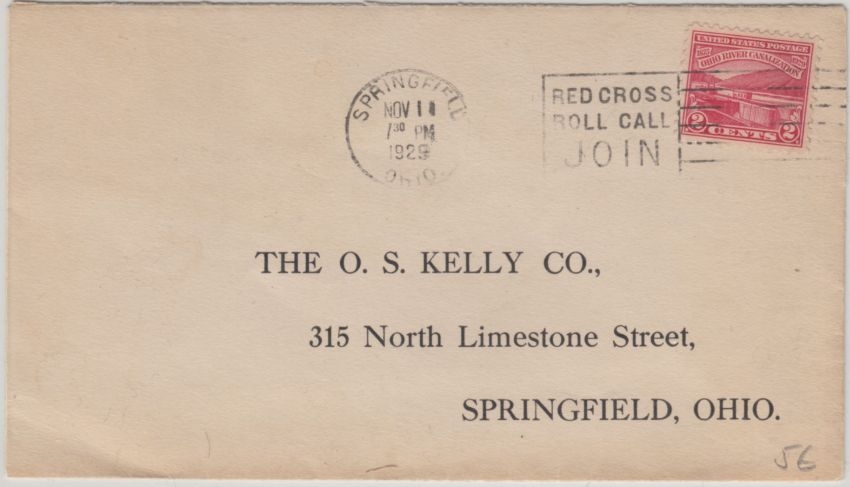 SPRINGFIELD
NOV 11
7 30 PM
1929
OHIO
RED CROSS
ROLL CALL
JOIN
UNITED STATES POSTAGE
OHIO RIVER CANALIZATION
2 CENTS 2
THE O. S. KELLY CO.,
315 North Limestone Street,
SPRINGFIELD, OHIO.